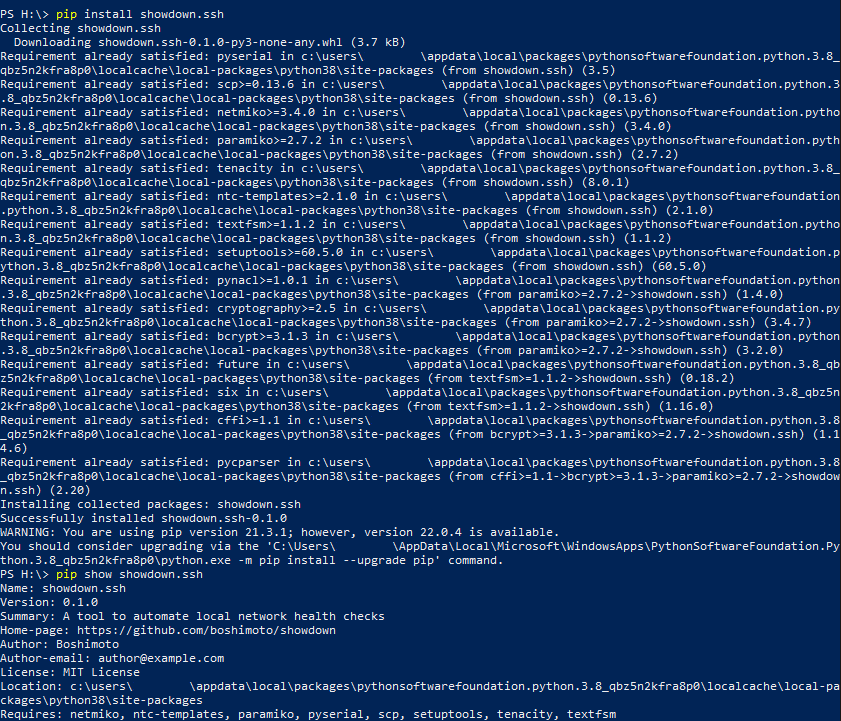 PS H:\> pip install showdown.ssh
Collecting showdown.ssh
  Downloading showdown.ssh-0.1.0-py3-none-any.whl (3.7 kB)
Requirement already satisfied: pyserial in c:\users\        \appdata\local\packages\pythonsoftwarefoundation.python.3.8_
qbz5n2kfra8p0\localcache\local-packages\python38\site-packages (from showdown.ssh) (3.5)
Requirement already satisfied: scp>=0.13.6 in c:\users\        \appdata\local\packages\pythonsoftwarefoundation.python.3
.8_qbz5n2kfra8p0\localcache\local-packages\python38\site-packages (from showdown.ssh) (0.13.6)
Requirement already satisfied: netmiko>=3.4.0 in c:\users\        \appdata\local\packages\pythonsoftwarefoundation.pytho
n.3.8_qbz5n2kfra8p0\localcache\local-packages\python38\site-packages (from showdown.ssh) (3.4.0)
Requirement already satisfied: paramiko>=2.7.2 in c:\users\        \appdata\local\packages\pythonsoftwarefoundation.pyth
on.3.8_qbz5n2kfra8p0\localcache\local-packages\python38\site-packages (from showdown.ssh) (2.7.2)
Requirement already satisfied: tenacity in c:\users\        \appdata\local\packages\pythonsoftwarefoundation.python.3.8_
qbz5n2kfra8p0\localcache\local-packages\python38\site-packages (from showdown.ssh) (8.0.1)
Requirement already satisfied: ntc-templates>=2.1.0 in c:\users\        \appdata\local\packages\pythonsoftwarefoundation
.python.3.8_qbz5n2kfra8p0\localcache\local-packages\python38\site-packages (from showdown.ssh) (2.1.0)
Requirement already satisfied: textfsm>=1.1.2 in c:\users\        \appdata\local\packages\pythonsoftwarefoundation.pytho
n.3.8_qbz5n2kfra8p0\localcache\local-packages\python38\site-packages (from showdown.ssh) (1.1.2)
Requirement already satisfied: setuptools>=60.5.0 in c:\users\        \appdata\local\packages\pythonsoftwarefoundation.p
ython.3.8_qbz5n2kfra8p0\localcache\local-packages\python38\site-packages (from showdown.ssh) (60.5.0)
Requirement already satisfied: pynacl>=1.0.1 in c:\users\        \appdata\local\packages\pythonsoftwarefoundation.python
.3.8_qbz5n2kfra8p0\localcache\local-packages\python38\site-packages (from paramiko>=2.7.2->showdown.ssh) (1.4.0)
Requirement already satisfied: cryptography>=2.5 in c:\users\        \appdata\local\packages\pythonsoftwarefoundation.py
thon.3.8_qbz5n2kfra8p0\localcache\local-packages\python38\site-packages (from paramiko>=2.7.2->showdown.ssh) (3.4.7)
Requirement already satisfied: bcrypt>=3.1.3 in c:\users\        \appdata\local\packages\pythonsoftwarefoundation.python
.3.8_qbz5n2kfra8p0\localcache\local-packages\python38\site-packages (from paramiko>=2.7.2->showdown.ssh) (3.2.0)
Requirement already satisfied: future in c:\users\        \appdata\local\packages\pythonsoftwarefoundation.python.3.8_qb
z5n2kfra8p0\localcache\local-packages\python38\site-packages (from textfsm>=1.1.2->showdown.ssh) (0.18.2)
Requirement already satisfied: six in c:\users\        \appdata\local\packages\pythonsoftwarefoundation.python.3.8_qbz5n
2kfra8p0\localcache\local-packages\python38\site-packages (from textfsm>=1.1.2->showdown.ssh) (1.16.0)
Requirement already satisfied: cffi>=1.1 in c:\users\        \appdata\local\packages\pythonsoftwarefoundation.python.3.8
_qbz5n2kfra8p0\localcache\local-packages\python38\site-packages (from bcrypt>=3.1.3->paramiko>=2.7.2->showdown.ssh) (1.1
4.6)
Requirement already satisfied: pycparser in c:\users\        \appdata\local\packages\pythonsoftwarefoundation.python.3.8
_qbz5n2kfra8p0\localcache\local-packages\python38\site-packages (from cffi>=1.1->bcrypt>=3.1.3->paramiko>=2.7.2->showdow
n.ssh) (2.20)
Installing collected packages: showdown.ssh
Successfully installed showdown.ssh-0.1.0
WARNING: You are using pip version 21.3.1; however, version 22.0.4 is available.
You should consider upgrading via the 'C:\Users\        \AppData\Local\Microsoft\WindowsApps\PythonSoftwareFoundation.Py
thon.3.8_qbz5n2kfra8p0\python.exe -m pip install --upgrade pip' command.
PS H:\> pip show showdown.ssh
Name: showdown.ssh
Version: 0.1.0
Summary: A tool to automate local network health checks
Home-page: https://github.com/boshimoto/showdown
Author: Boshimoto
Author-email: author@example.com
License: MIT License
Location: c:\users\        \appdata\local\packages\pythonsoftwarefoundation.python.3.8_qbz5n2kfra8p0\localcache\local-pa
ckages\python38\site-packages
Requires: netmiko, ntc-templates, paramiko, pyserial, scp, setuptools, tenacity, textfsm